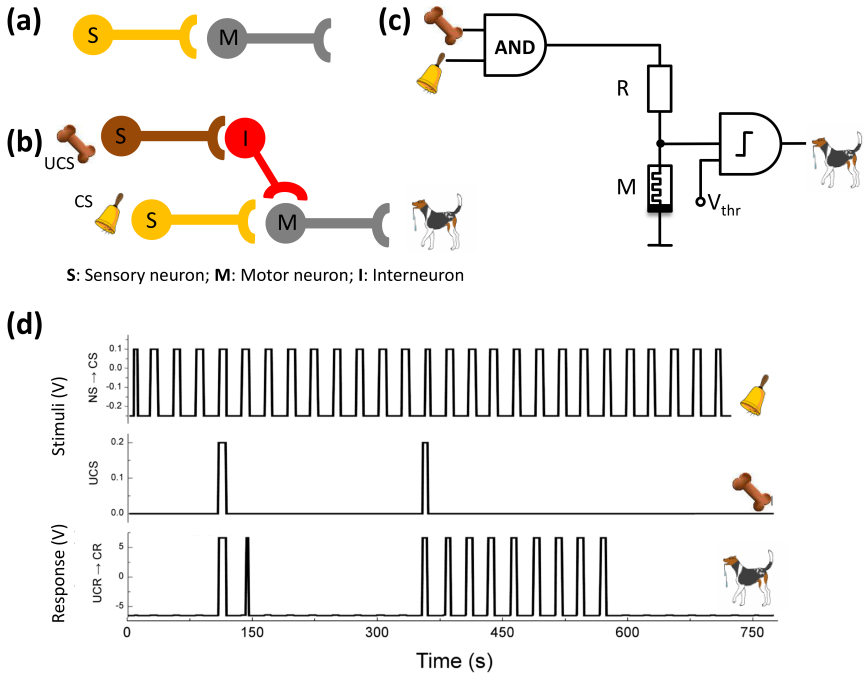 (a)
S
M
(b)
S
I
UCS
CS
S
M
S: Sensory neuron; M: Motor neuron; I: Interneuron
(c)
AND
R
M
Vthr
(d)
Stimuli (V)
NS → CS
0.1
0.0
-0.1
-0.2
UCS
0.2
0.1
0.0
Response (V)
UCR → CR
5
0
-5
0 150 300 450 600 750
Time (s)